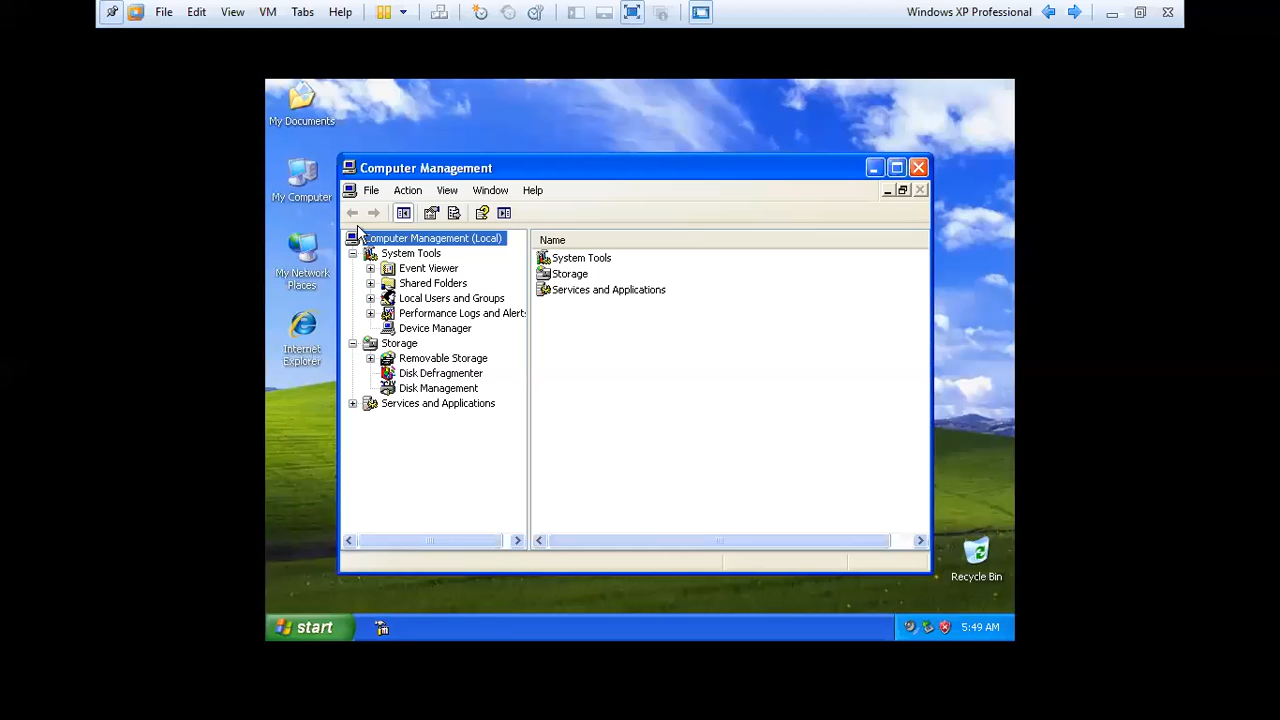 File Edit View VM Tabs Help Windows XP Professional
My Documents
My Computer
My Network
Places
Internet
Explorer
Computer Management
File Action View Window Help
Computer Management (Local)
System Tools
Event Viewer
Shared Folders
Local Users and Groups
Performance Logs and Alerts
Device Manager
Storage
Removable Storage
Disk Defragmenter
Disk Management
Services and Applications
Name
System Tools
Storage
Services and Applications
Recycle Bin
start 5:49 AM